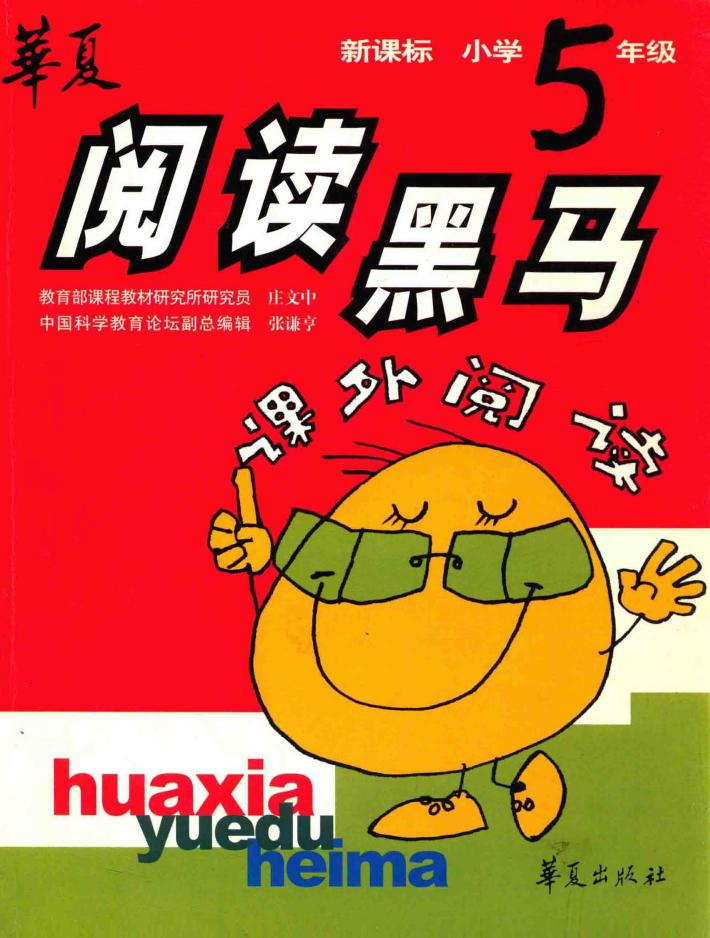 華夏
新课标 小学5年级
阅读黑马
教育部课程教材研究所研究员 庄文中
中国科学教育论坛副总编辑 张谦亨
课外阅读
huaxia
yuedu
heima
華夏出版社